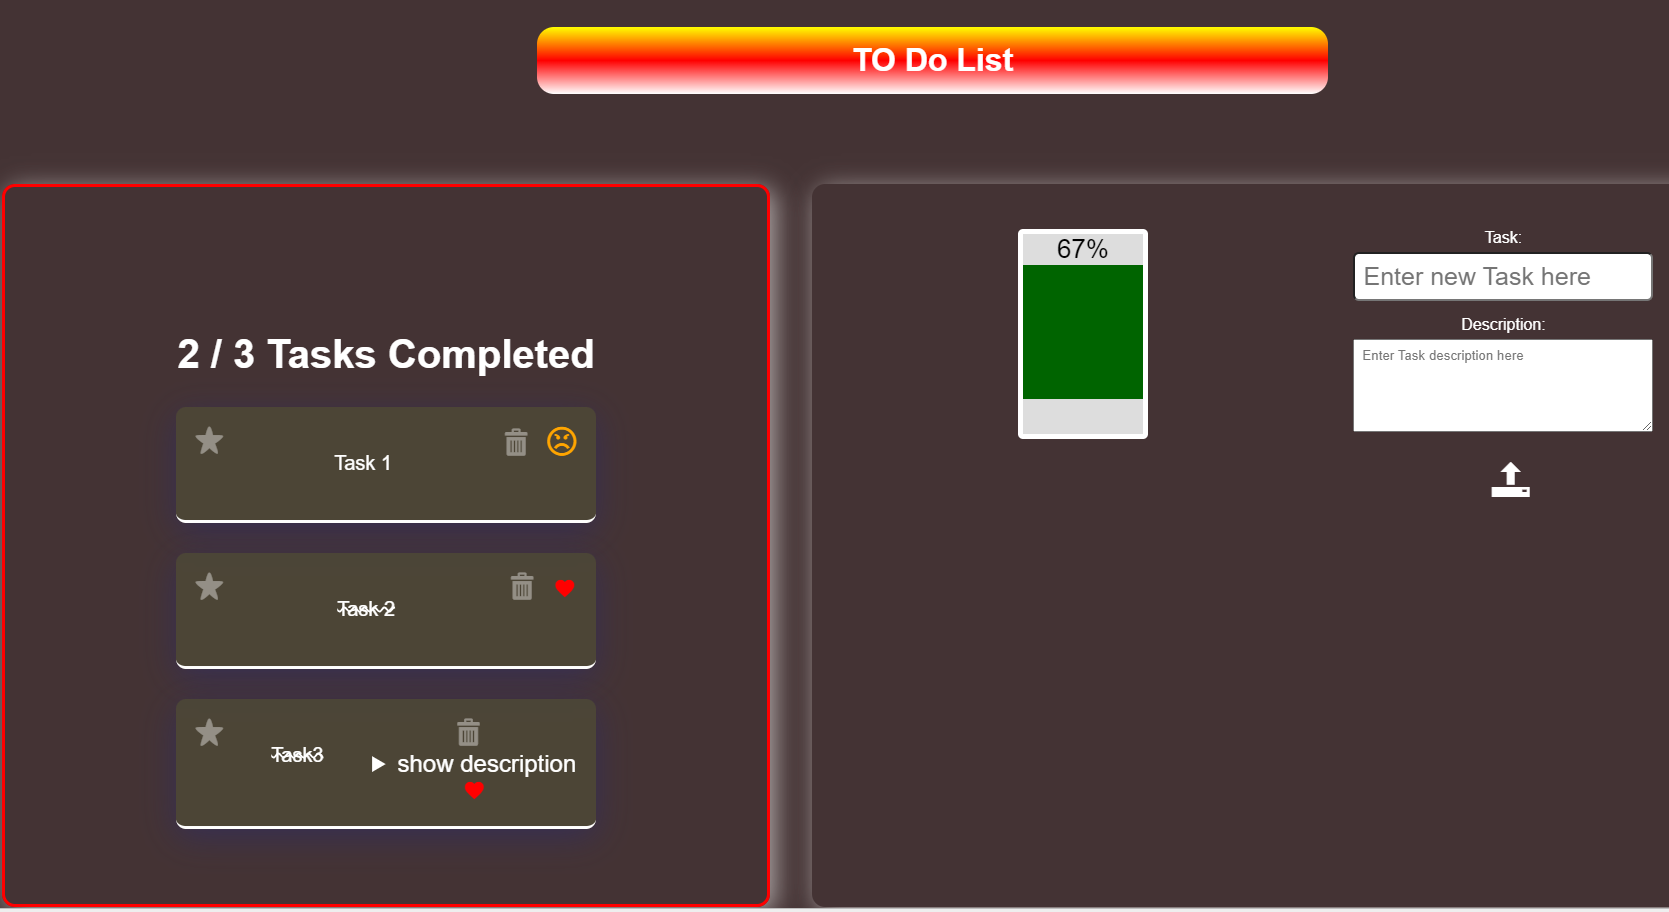 TO Do List
2 / 3 Tasks Completed
Task 1
Task 2
Task3
show description
67%
Task:
Enter new Task here
Description:
Enter Task description here